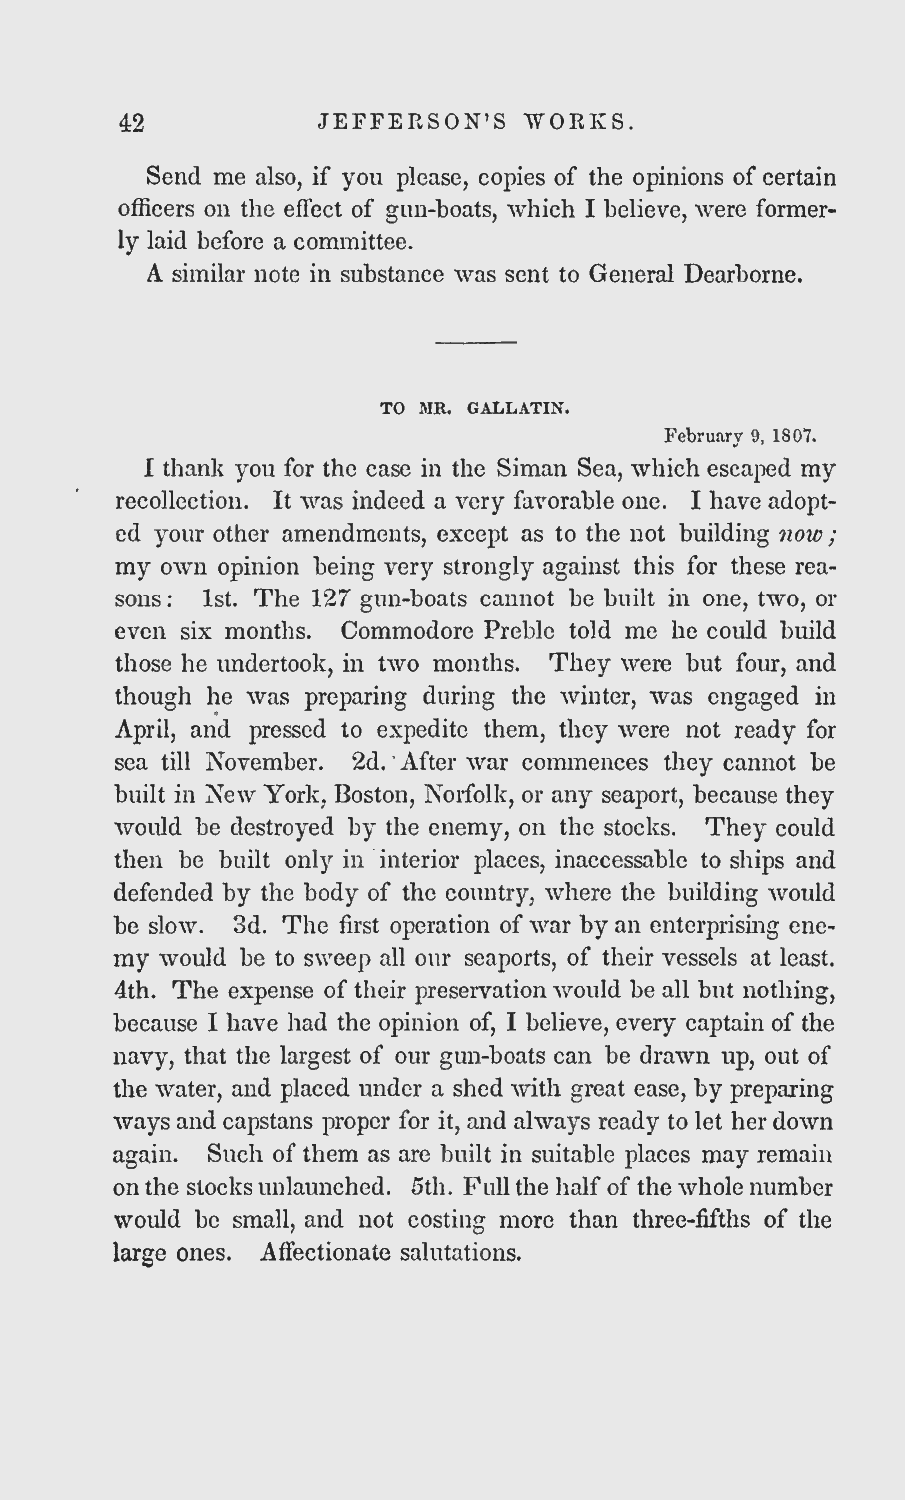 42 JEFFERSON'S WORKS.
Send me also, if you please, copies of the opinions of certain
officers on the effect of gun-boats, which I believe, were former-
ly laid before a committee.
A similar note in substance was sent to General Dearborne.
TO MR. GALLATIN.
February 9, 1807.
I thank you for the case in the Siman Sea, which escaped my
recollection. It was indeed a very favorable one. I have adopt-
ed your other amendments, except as to the not building now;
my own opinion being very strongly against this for these rea-
sons: 1st. The 127 gun-boats cannot be built in one, two, or
even six months. Commodore Preble told me he could build
those he undertook, in two months. They were but four, and
though he was preparing during the winter, was engaged in
April, and pressed to expedite them, they were not ready for
sea till November. 2d. After war commences they cannot be
built in New York, Boston, Norfolk, or any seaport, because they
would be destroyed by the enemy, on the stocks. They could
then be built only in interior places, inaccessable to ships and
defended by the body of the country, where the building would
be slow. 3d. The first operation of war by an enterprising ene-
my would be to sweep all our seaports, of their vessels at least.
4th. The expense of their preservation would be all but nothing,
because I have had the opinion of, I believe, every captain of the
navy, that the largest of our gun-boats can be drawn up, out of
the water, and placed under a shed with great ease, by preparing
ways and capstans proper for it, and always ready to let her down
again. Such of them as are built in suitable places may remain
on the stocks unlaunched. 5th. Full the half of the whole number
would be small, and not costing more than three-fifths of the
large ones. Affectionate salutations.